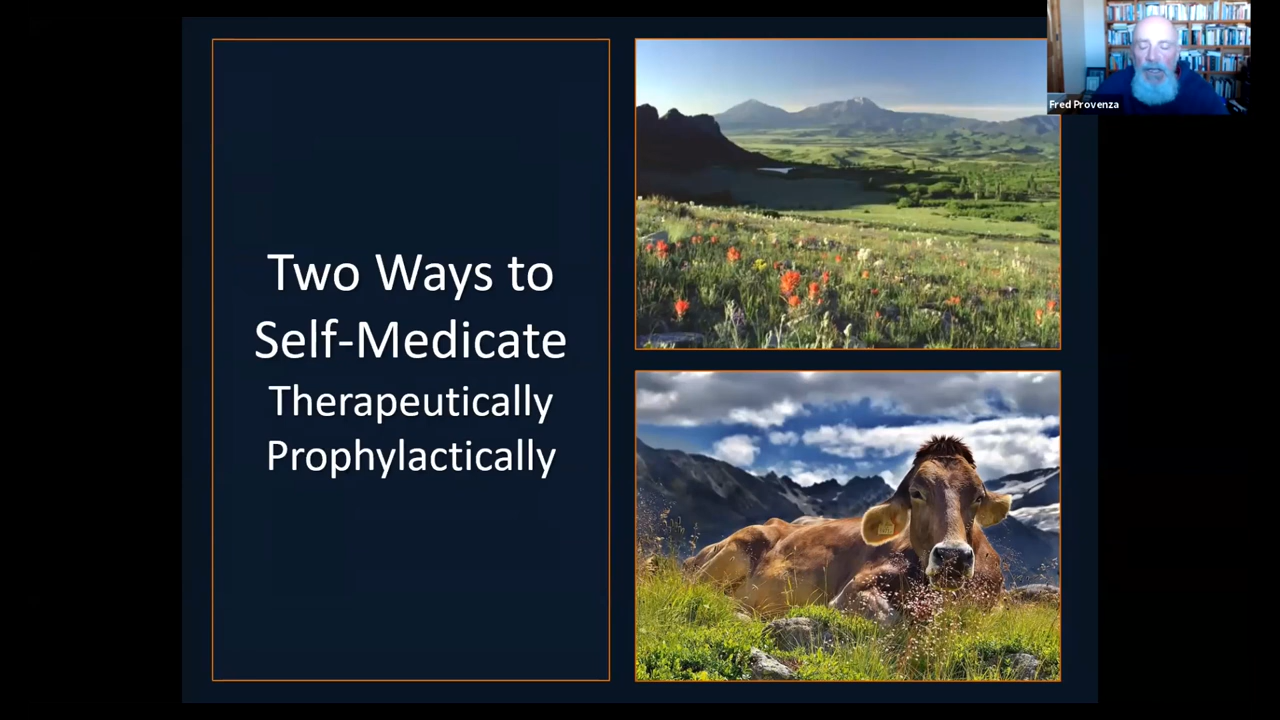 Two Ways to
Self-Medicate
Therapeutically
Prophylactically
Fred Provenza